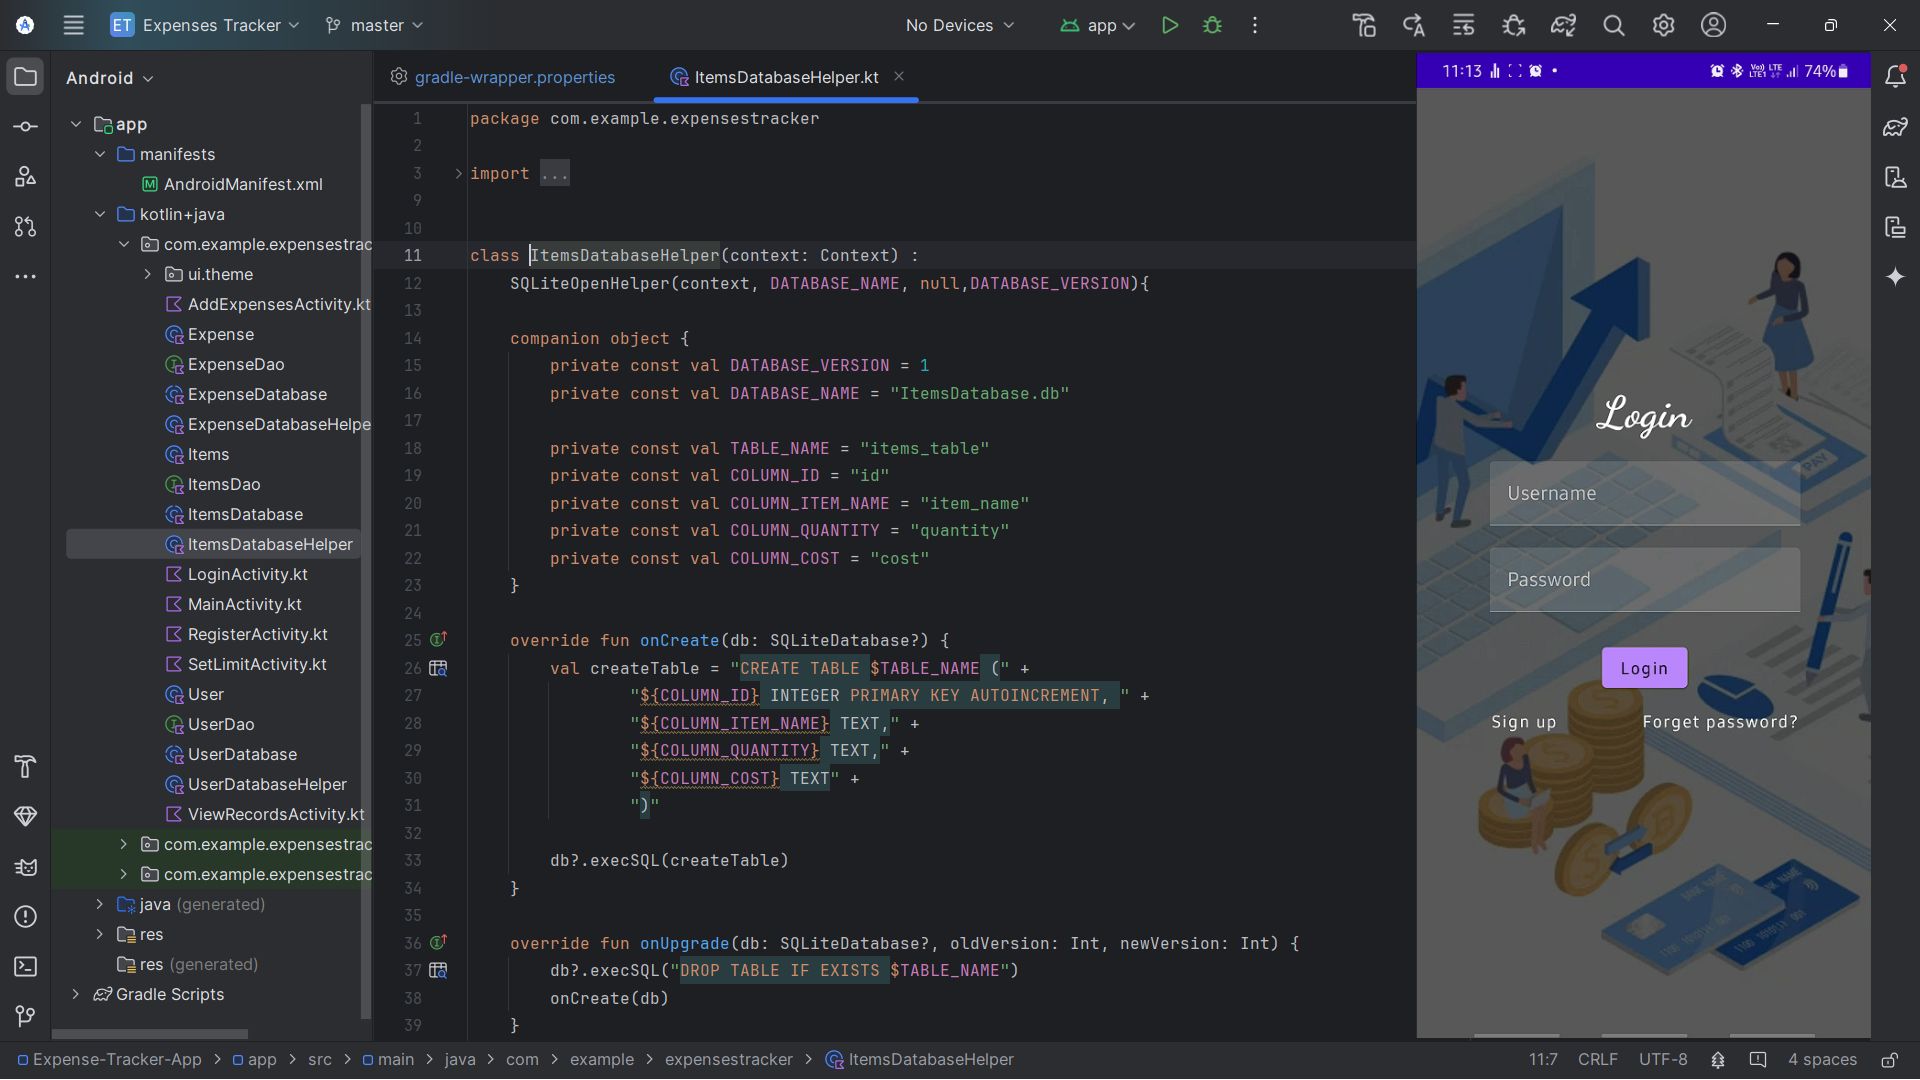 ET Expenses Tracker master No Devices app
Android
app
manifests
AndroidManifest.xml
kotlin+java
com.example.expensestrac
ui.theme
AddExpensesActivity.kt
Expense
ExpenseDao
ExpenseDatabase
ExpenseDatabaseHelpe
Items
ItemsDao
ItemsDatabase
ItemsDatabaseHelper
LoginActivity.kt
MainActivity.kt
RegisterActivity.kt
SetLimitActivity.kt
User
UserDao
UserDatabase
UserDatabaseHelper
ViewRecordsActivity.kt
com.example.expensestrac
com.example.expensestrac
java (generated)
res
res (generated)
Gradle Scripts
gradle-wrapper.properties ItemsDatabaseHelper.kt
1 package com.example.expensestracker
2
3 import ...
9
10
11 class ItemsDatabaseHelper(context: Context) :
12 SQLiteOpenHelper(context, DATABASE_NAME, null,DATABASE_VERSION){
13
14 companion object {
15 private const val DATABASE_VERSION = 1
16 private const val DATABASE_NAME = "ItemsDatabase.db"
17
18 private const val TABLE_NAME = "items_table"
19 private const val COLUMN_ID = "id"
20 private const val COLUMN_ITEM_NAME = "item_name"
21 private const val COLUMN_QUANTITY = "quantity"
22 private const val COLUMN_COST = "cost"
23 }
24
25 override fun onCreate(db: SQLiteDatabase?) {
26 val createTable = "CREATE TABLE $TABLE_NAME (" +
27 "${COLUMN_ID} INTEGER PRIMARY KEY AUTOINCREMENT, " +
28 "${COLUMN_ITEM_NAME} TEXT," +
29 "${COLUMN_QUANTITY} TEXT," +
30 "${COLUMN_COST} TEXT" +
31 ")"
32
33 db?.execSQL(createTable)
34 }
35
36 override fun onUpgrade(db: SQLiteDatabase?, oldVersion: Int, newVersion: Int) {
37 db?.execSQL("DROP TABLE IF EXISTS $TABLE_NAME")
38 onCreate(db)
39 }
11:13 Vo)) LTE LTE1 74%
PAY
Login
Username
Password
Login
Sign up Forget password?
BANK NAME
BANK NAME
Expense-Tracker-App > app > src > main > java > com > example > expensestracker > ItemsDatabaseHelper
11:7 CRLF UTF-8 4 spaces